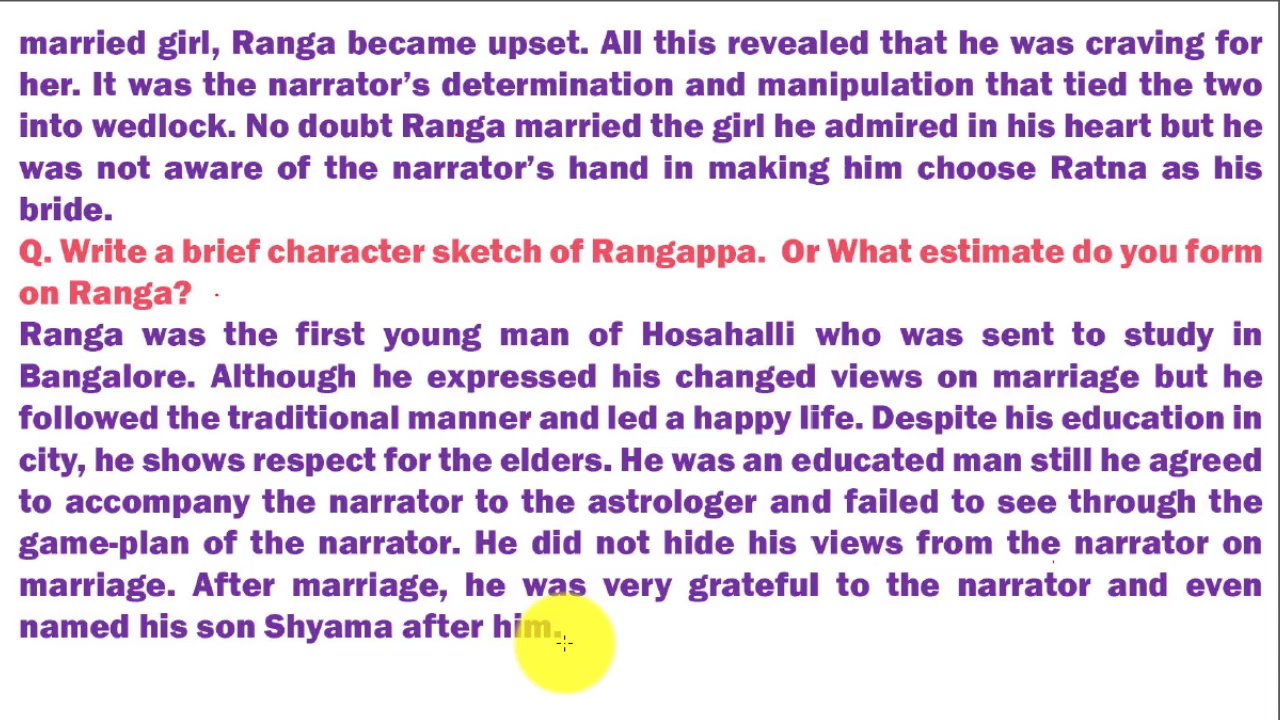 married girl, Ranga became upset. All this revealed that he was craving for
her. It was the narrator’s determination and manipulation that tied the two
into wedlock. No doubt Ranga married the girl he admired in his heart but he
was not aware of the narrator’s hand in making him choose Ratna as his
bride.
Q. Write a brief character sketch of Rangappa. Or What estimate do you form
on Ranga?
Ranga was the first young man of Hosahalli who was sent to study in
Bangalore. Although he expressed his changed views on marriage but he
followed the traditional manner and led a happy life. Despite his education in
city, he shows respect for the elders. He was an educated man still he agreed
to accompany the narrator to the astrologer and failed to see through the
game-plan of the narrator. He did not hide his views from the narrator on
marriage. After marriage, he was very grateful to the narrator and even
named his son Shyama after him.